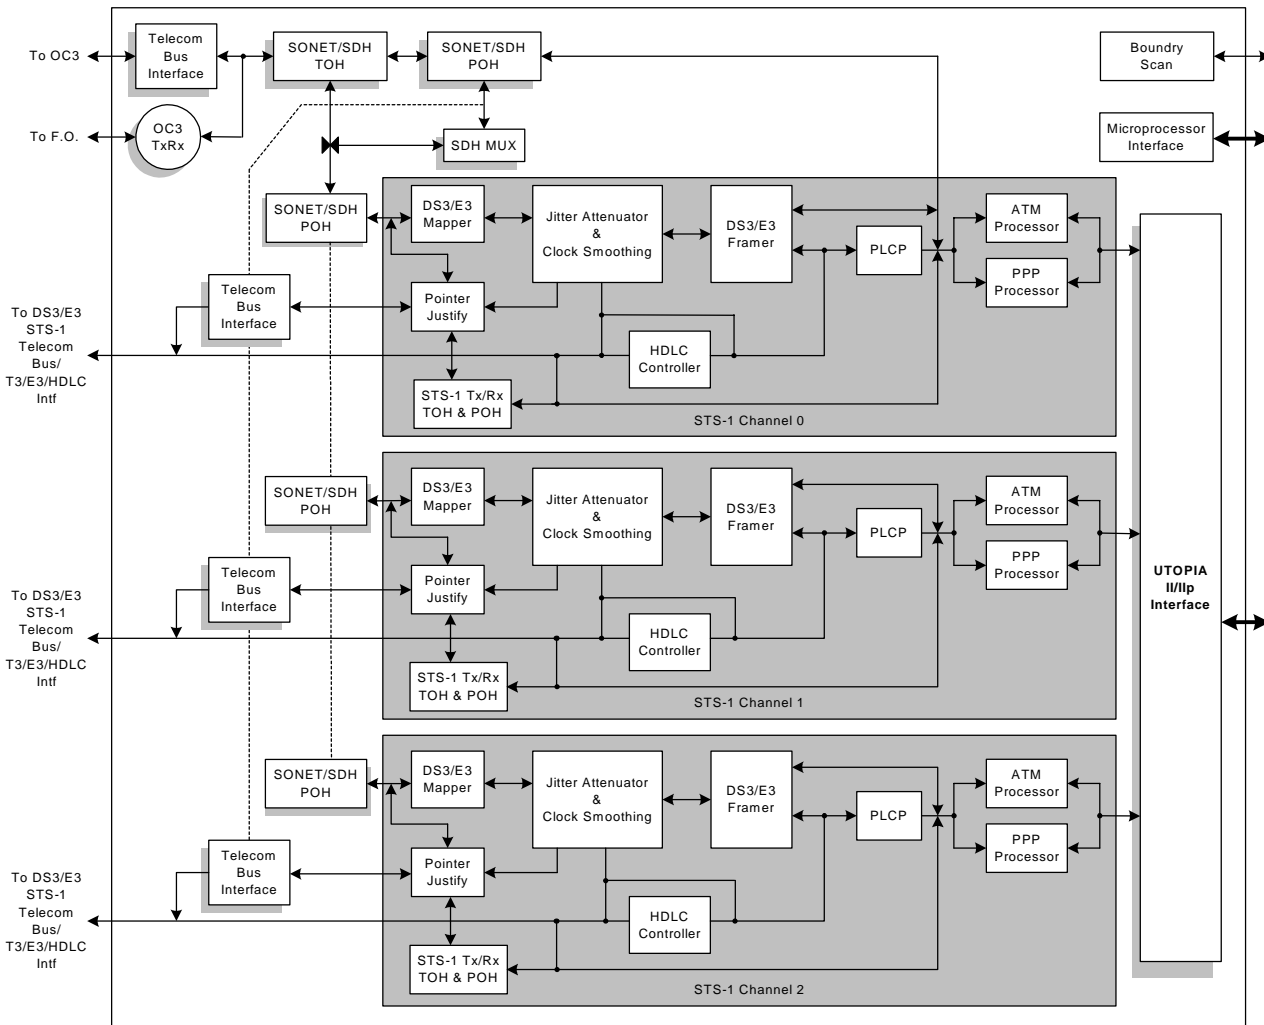 To OC3
Telecom
Bus
Interface
SONET/SDH
TOH
SONET/SDH
POH
Boundry
Scan
To F.O.
OC3
TxRx
SDH MUX
Microprocessor
Interface
SONET/SDH
POH
DS3/E3
Mapper
Jitter Attenuator
&
Clock Smoothing
DS3/E3
Framer
PLCP
ATM
Processor
PPP
Processor
Telecom
Bus
Interface
Pointer
Justify
To DS3/E3
STS-1
Telecom
Bus/
T3/E3/HDLC
Intf
HDLC
Controller
STS-1 Tx/Rx
TOH & POH
STS-1 Channel 0
SONET/SDH
POH
DS3/E3
Mapper
Jitter Attenuator
&
Clock Smoothing
DS3/E3
Framer
PLCP
ATM
Processor
PPP
Processor
Telecom
Bus
Interface
Pointer
Justify
To DS3/E3
STS-1
Telecom
Bus/
T3/E3/HDLC
Intf
HDLC
Controller
STS-1 Tx/Rx
TOH & POH
STS-1 Channel 1
UTOPIA
II/IIp
Interface
SONET/SDH
POH
DS3/E3
Mapper
Jitter Attenuator
&
Clock Smoothing
DS3/E3
Framer
PLCP
ATM
Processor
PPP
Processor
Telecom
Bus
Interface
Pointer
Justify
To DS3/E3
STS-1
Telecom
Bus/
T3/E3/HDLC
Intf
HDLC
Controller
STS-1 Tx/Rx
TOH & POH
STS-1 Channel 2